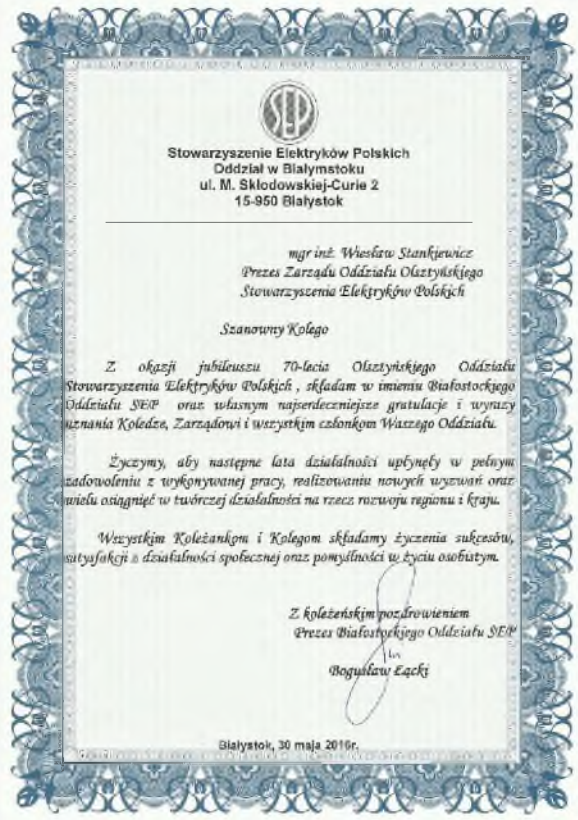 SEP
Stowarzyszenie Elektryków Polskich
Oddział w Białymstoku
ul. M. Skłodowskiej-Curie 2
15-950 Białystok
mgr inż. Wiesław Stankiewicz
Prezes Zarządu Oddziału Olsztyńskiego
Stowarzyszenia Elektryków Polskich
Szanowny Kolego
Z okazji jubileuszu 70-lecia Olsztyńskiego Oddziału
Stowarzyszenia Elektryków Polskich , składam w imieniu Białostockiego
Oddziału SEP oraz własnym najserdeczniejsze gratulacje i wyrazy
uznania Koledze, Zarządowi i wszystkim członkom Waszego Oddziału.
Życzymy, aby następne lata działalności upłynęły w pełnym
zadowoleniu z wykonywanej pracy, realizowaniu nowych wyzwań oraz
wielu osiągnięć w twórczej działalności na rzecz rozwoju regionu i kraju.
Wszystkim Koleżankom i Kolegom składamy życzenia sukcesów,
satysfakcji z działalności społecznej oraz pomyślności w życiu osobistym.
Z koleżeńskim pozdrowieniem
Prezes Białostockiego Oddziału SEP
Bogusław Łącki
Białystok, 30 maja 2016r.